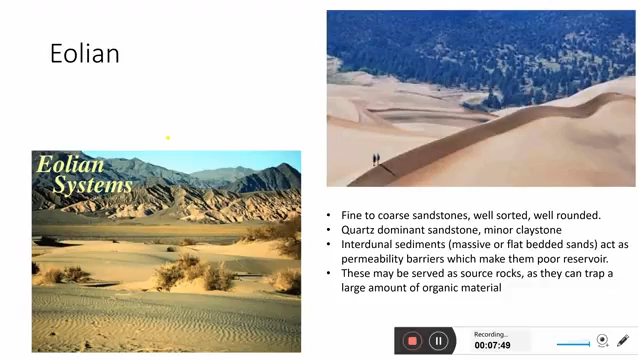 Eolian
Eolian
Systems
• Fine to coarse sandstones, well sorted, well rounded.
• Quartz dominant sandstone, minor claystone
• Interdunal sediments (massive or flat bedded sands) act as
permeability barriers which make them poor reservoir.
• These may be served as source rocks, as they can trap a
large amount of organic material
Recording...
00:07:49